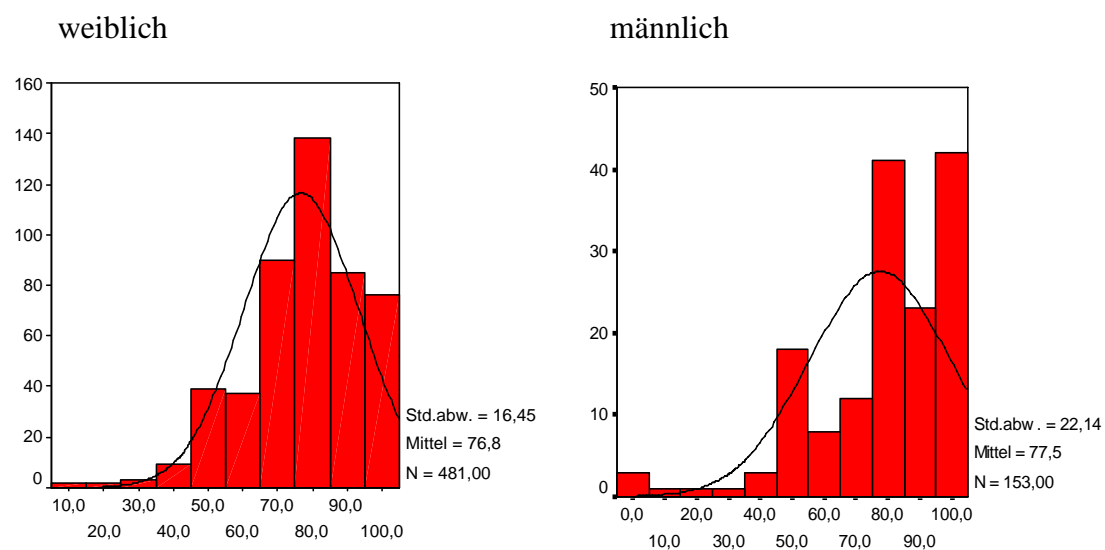 weiblich
160
140
120
100
80
60
40
20
0
10,0 30,0 50,0 70,0 90,0
20,0 40,0 60,0 80,0 100,0
Std.abw. = 16,45
Mittel = 76,8
N = 481,00
männlich
50
40
30
20
10
0
0,0 20,0 40,0 60,0 80,0 100,0
10,0 30,0 50,0 70,0 90,0
Std.abw. = 22,14
Mittel = 77,5
N = 153,00